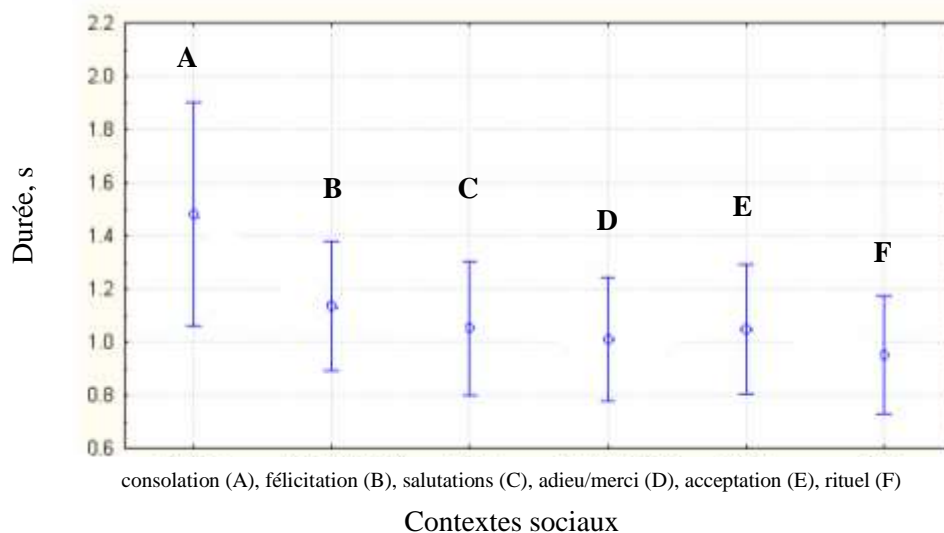 2.2
A
2.0
1.8
1.6
B
C
E
D
1.4
F
1.2
1.0
0.8
0.6
Durée, s
consolation (A), félicitation (B), salutations (C), adieu/merci (D), acceptation (E), rituel (F)
Contextes sociaux